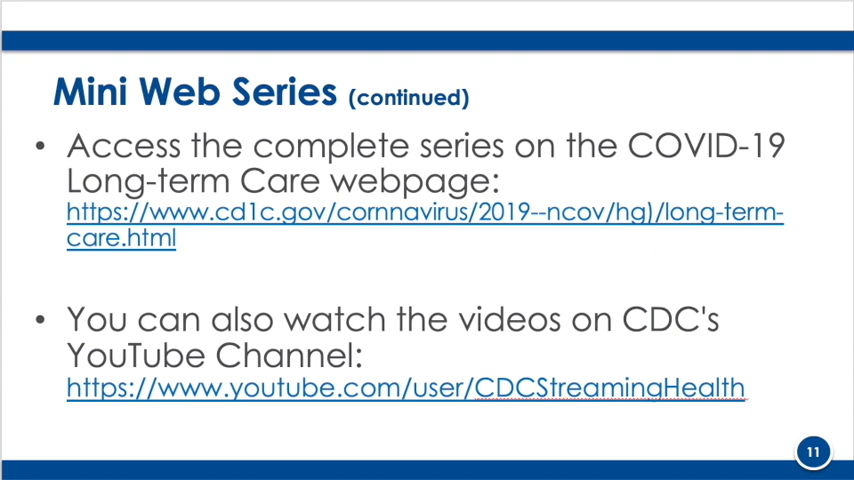 Mini Web Series (continued)
• Access the complete series on the COVID-19
Long-term Care webpage:
https://www.cd1c.gov/cornnavirus/2019--ncov/hg)/long-term-
care.html
• You can also watch the videos on CDC's
YouTube Channel:
https://www.youtube.com/user/CDCStreamingHealth
11